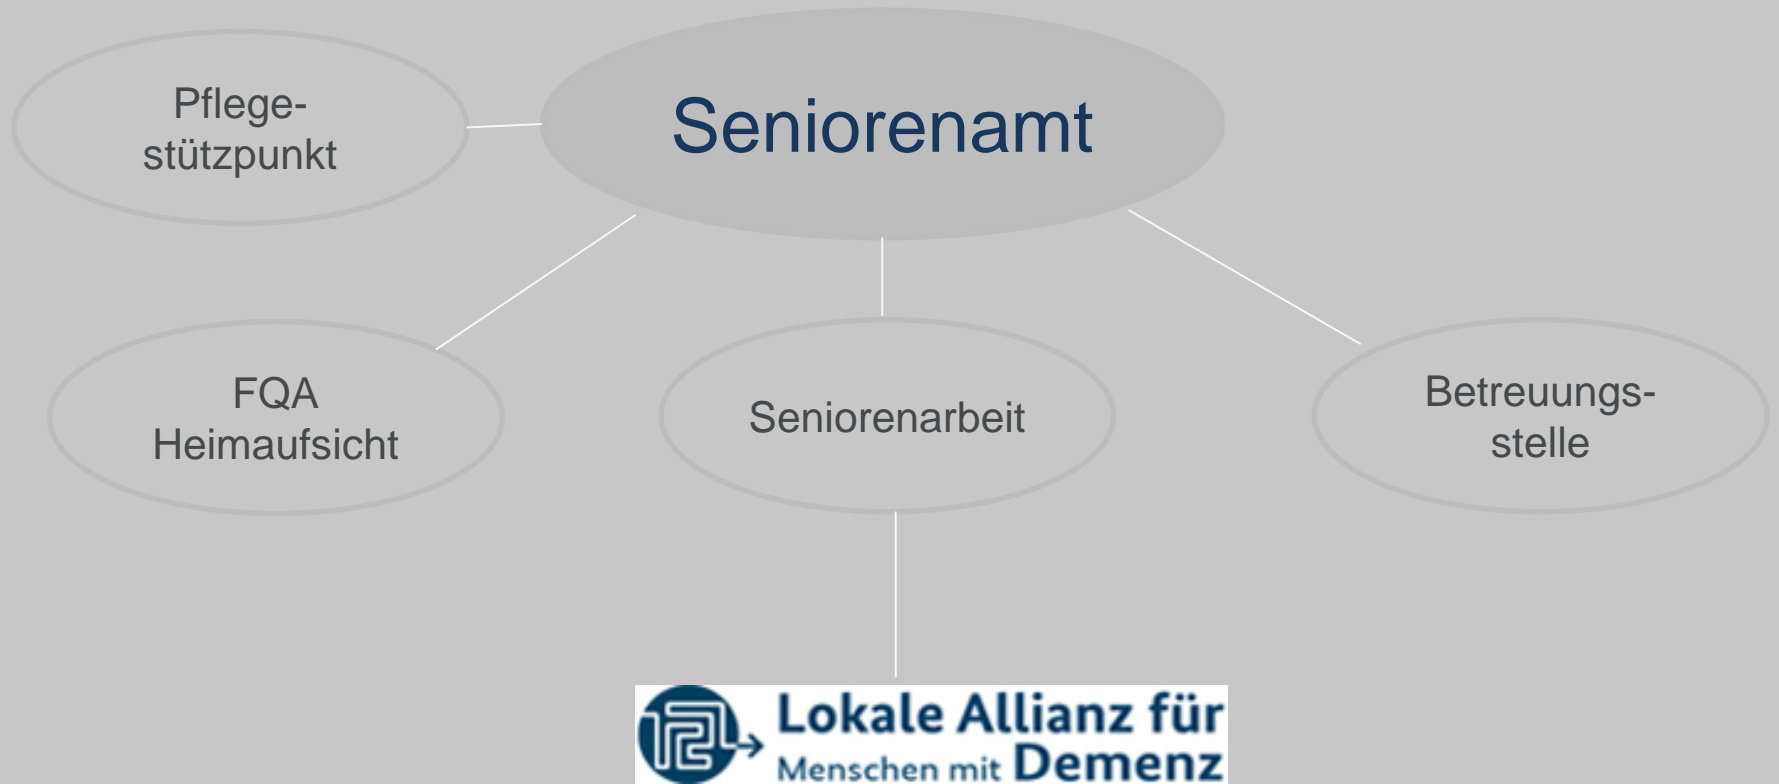 Pflege-
stützpunkt
Seniorenamt
FQA
Heimaufsicht
Seniorenarbeit
Betreuungs-
stelle
Lokale Allianz für
Menschen mit Demenz